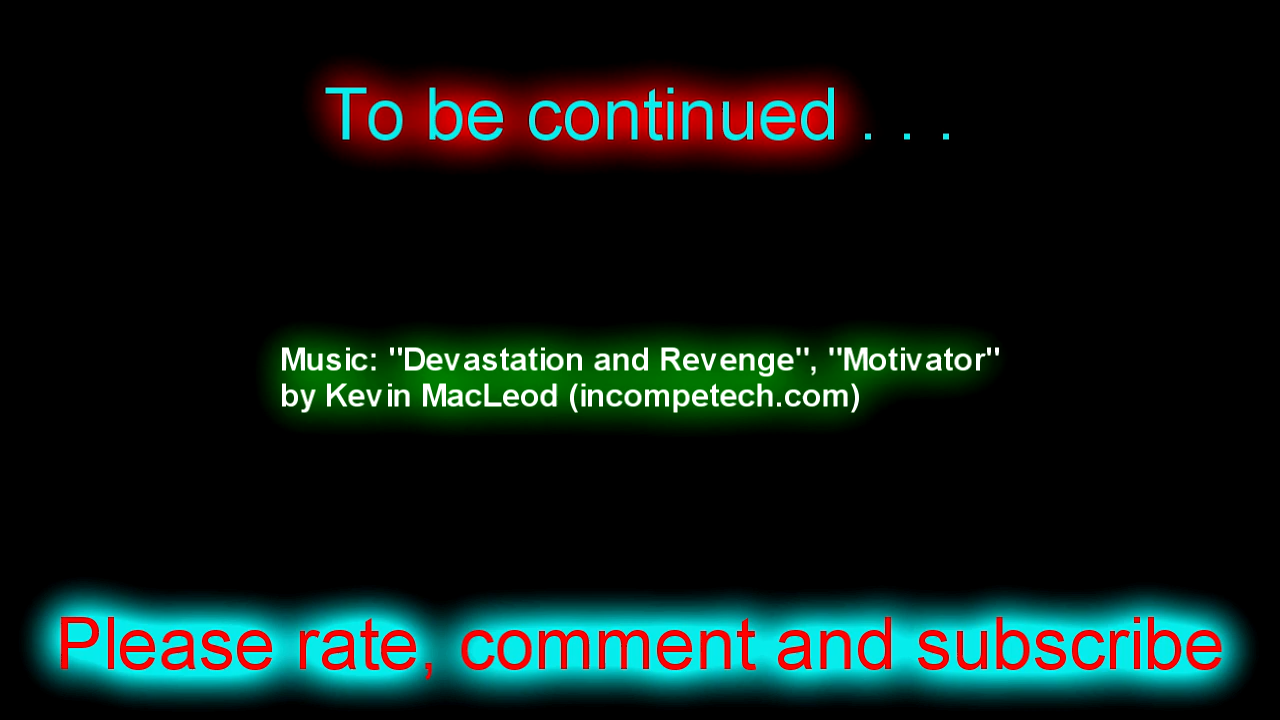 To be continued . . .
Music: "Devastation and Revenge", "Motivator"
by Kevin MacLeod (incompetech.com)
Please rate, comment and subscribe